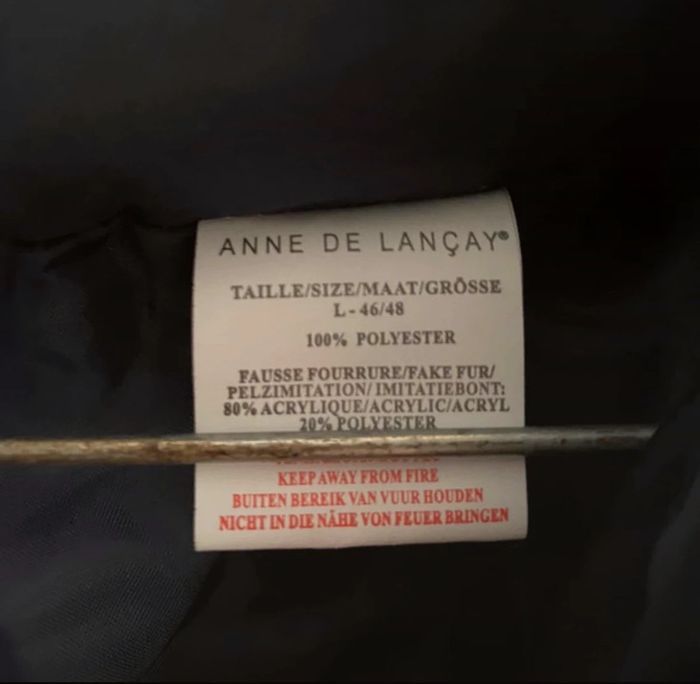 ANNE DE LANÇAY®
TAILLE/SIZE/MAAT/GRÖSSE
L - 46/48
100% POLYESTER
FAUSSE FOURRURE/FAKE FUR/
PELZIMITATION/ IMITATIEBONT:
80% ACRYLIQUE/ACRYLIC/ACRYL
20% POLYESTER
KEEP AWAY FROM FIRE
BUITEN BEREIK VAN VUUR HOUDEN
NICHT IN DIE NÄHE VON FEUER BRINGEN